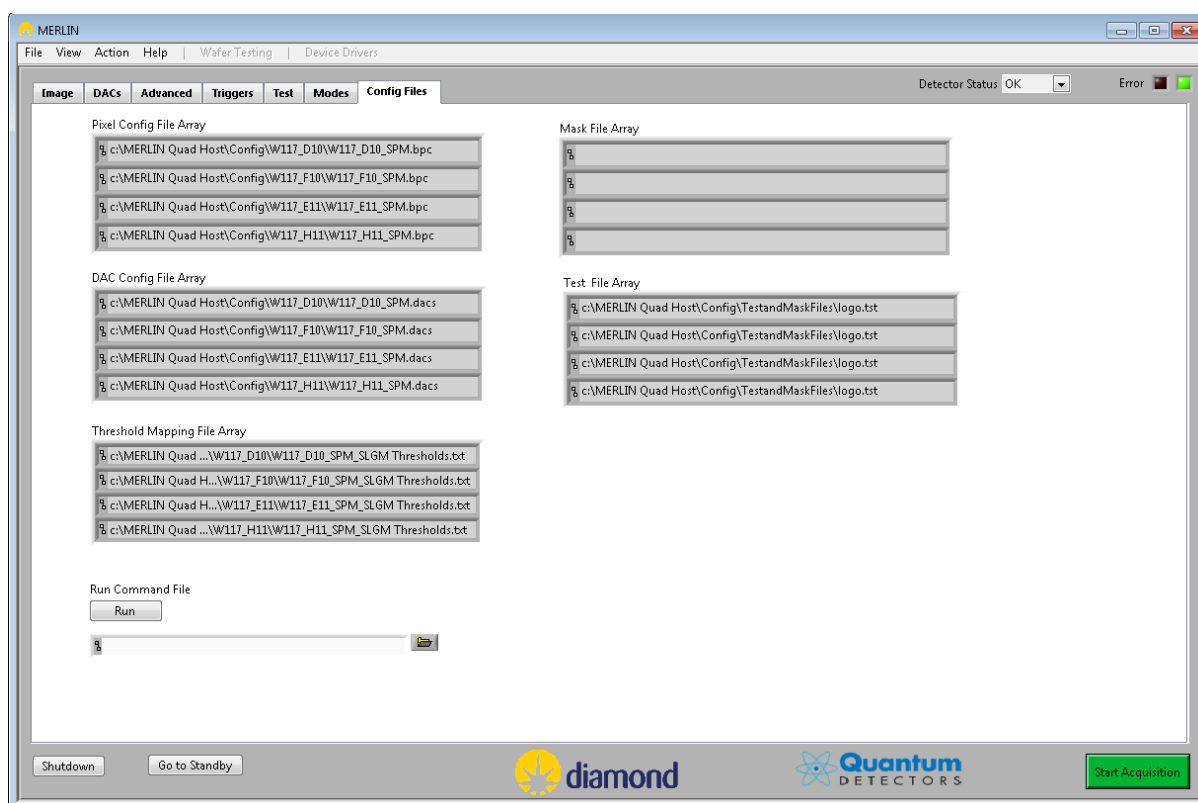 MERLIN
File View Action Help | Wafer Testing | Device Drivers
Detector Status OK Error
Image DACs Advanced Triggers Test Modes Config Files
Pixel Config File Array
c:\MERLIN Quad Host\Config\W117_D10\W117_D10_SPM.bpc
c:\MERLIN Quad Host\Config\W117_F10\W117_F10_SPM.bpc
c:\MERLIN Quad Host\Config\W117_E11\W117_E11_SPM.bpc
c:\MERLIN Quad Host\Config\W117_H11\W117_H11_SPM.bpc
Mask File Array
DAC Config File Array
c:\MERLIN Quad Host\Config\W117_D10\W117_D10_SPM.dacs
c:\MERLIN Quad Host\Config\W117_F10\W117_F10_SPM.dacs
c:\MERLIN Quad Host\Config\W117_E11\W117_E11_SPM.dacs
c:\MERLIN Quad Host\Config\W117_H11\W117_H11_SPM.dacs
Test File Array
c:\MERLIN Quad Host\Config\TestandMaskFiles\logo.tst
c:\MERLIN Quad Host\Config\TestandMaskFiles\logo.tst
c:\MERLIN Quad Host\Config\TestandMaskFiles\logo.tst
c:\MERLIN Quad Host\Config\TestandMaskFiles\logo.tst
Threshold Mapping File Array
c:\MERLIN Quad ...\W117_D10\W117_D10_SPM_SLGM Thresholds.txt
c:\MERLIN Quad H...\W117_F10\W117_F10_SPM_SLGM Thresholds.txt
c:\MERLIN Quad H...\W117_E11\W117_E11_SPM_SLGM Thresholds.txt
c:\MERLIN Quad ...\W117_H11\W117_H11_SPM_SLGM Thresholds.txt
Run Command File
Run
Shutdown
Go to Standby
diamond
Quantum
DETECTORS
Start Acquisition